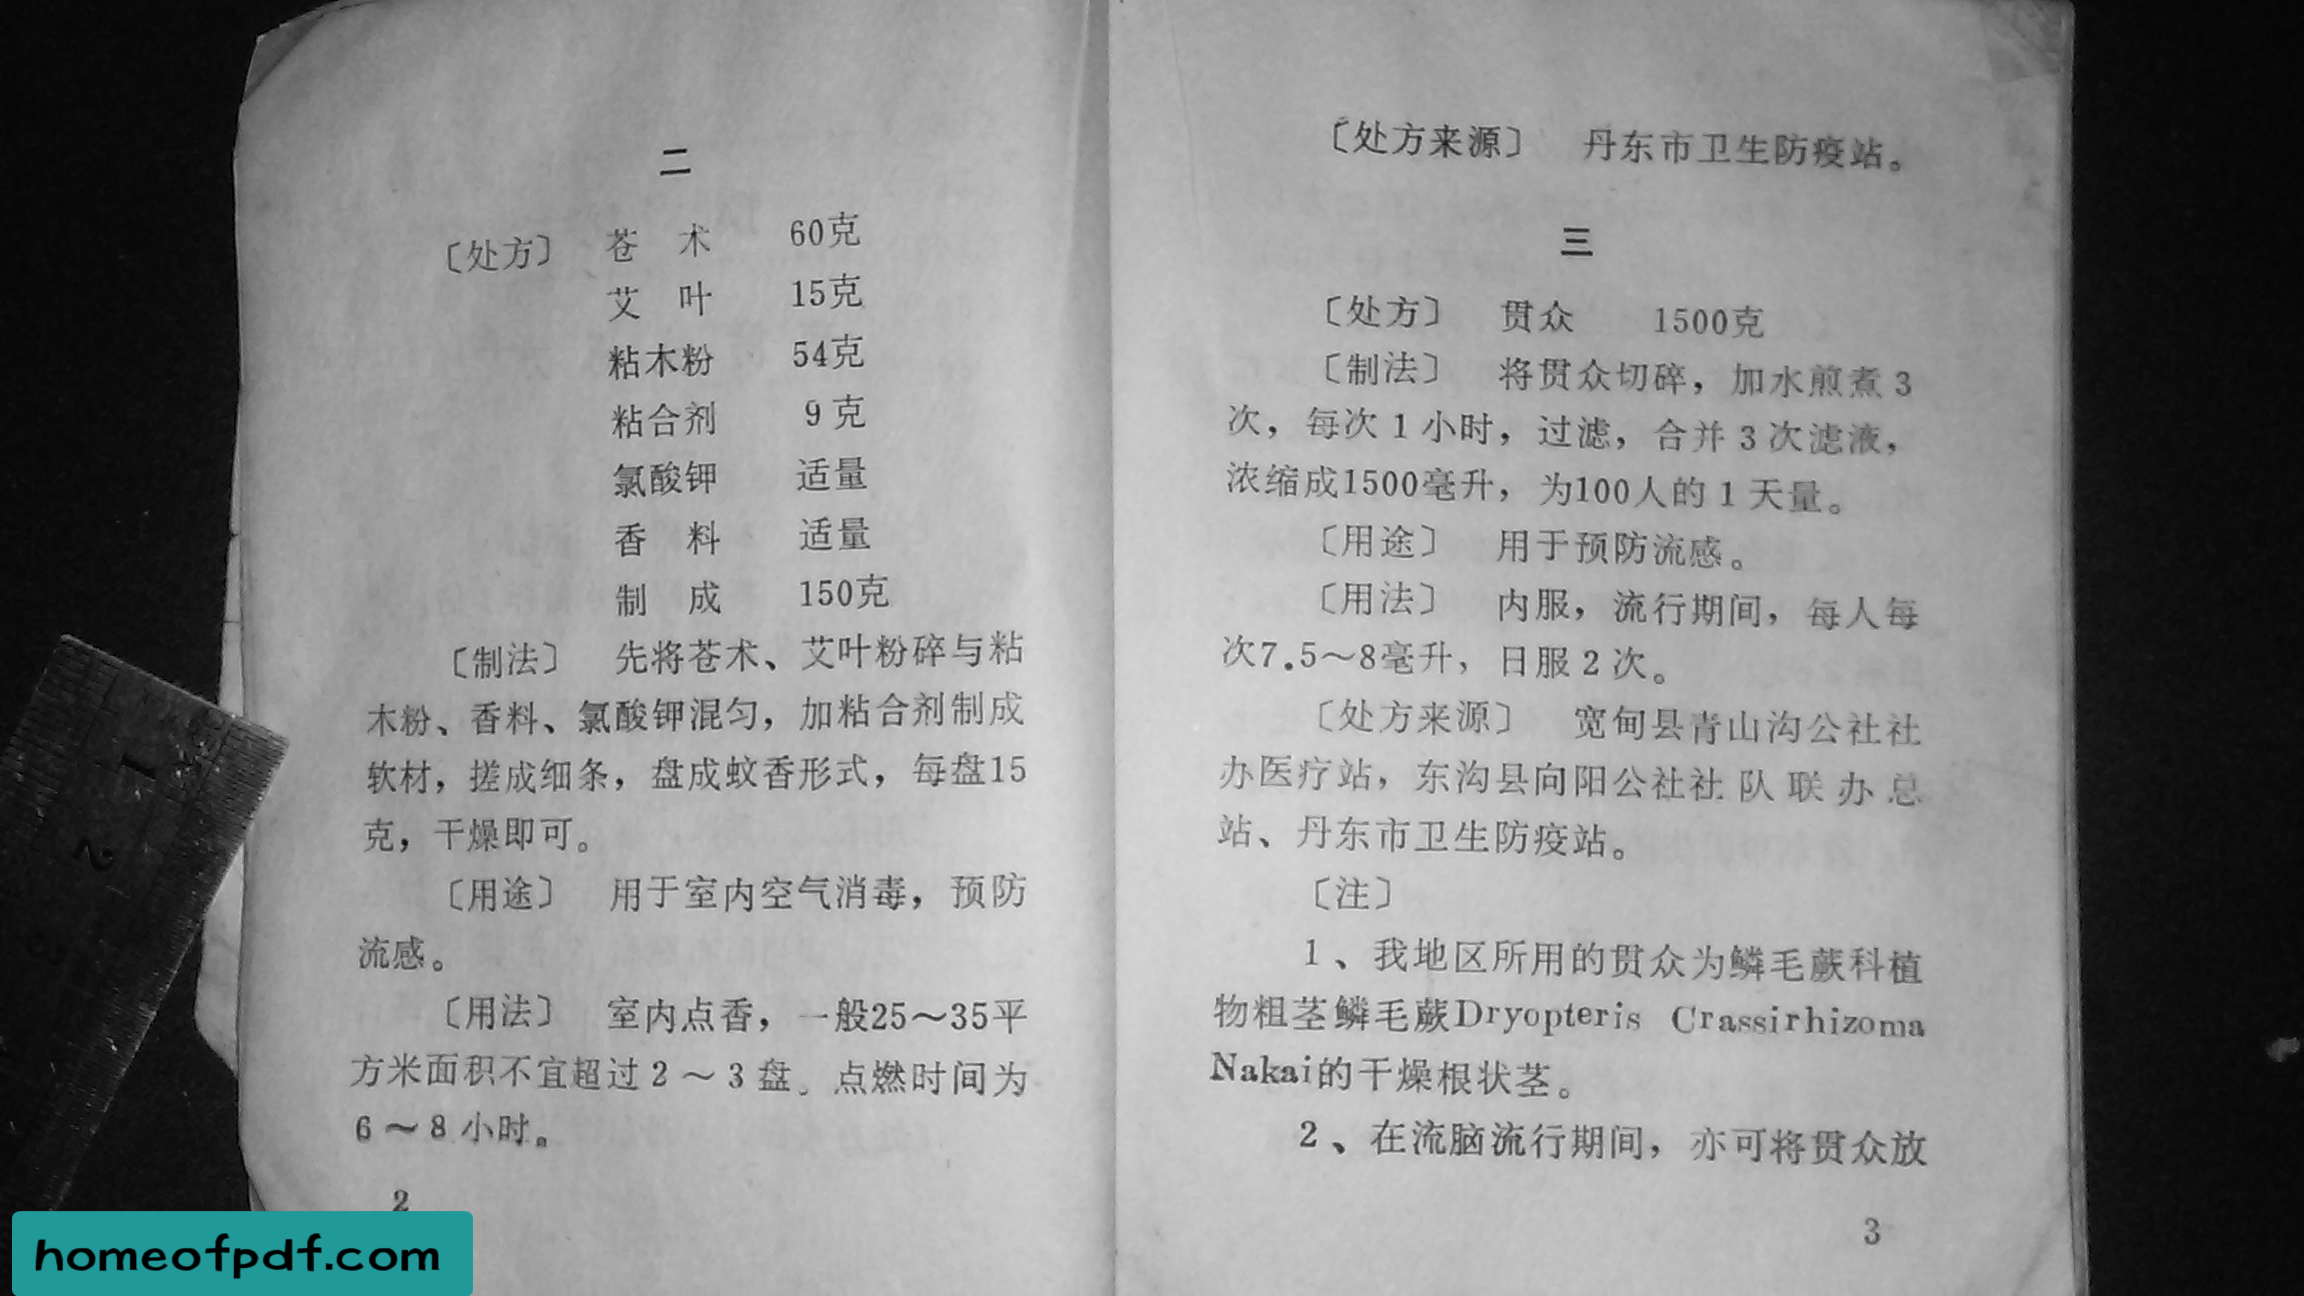 二
〔处方〕 苍 术 60克
艾 叶 15克
粘木粉 54克
粘合剂 9克
氯酸钾 适量
香 料 适量
制 成 150克
〔制法〕 先将苍术、艾叶粉碎与粘
木粉、香料、氯酸钾混匀，加粘合剂制成
软材，搓成细条，盘成蚊香形式，每盘15
克，干燥即可。
〔用途〕 用于室内空气消毒，预防
流感。
〔用法〕 室内点香，一般25～35平
方米面积不宜超过2～3盘。点燃时间为
6～8小时。
2
〔处方来源〕 丹东市卫生防疫站。
三
〔处方〕 贯众 1500克
〔制法〕 将贯众切碎，加水煎煮3
次，每次1小时，过滤，合并3次滤液，
浓缩成1500毫升，为100人的1天量。
〔用途〕 用于预防流感。
〔用法〕 内服，流行期间，每人每
次7.5～8毫升，日服2次。
〔处方来源〕 宽甸县青山沟公社社
办医疗站，东沟县向阳公社社队联办总
站、丹东市卫生防疫站。
〔注〕
1、我地区所用的贯众为鳞毛蕨科植
物粗茎鳞毛蕨Dryopteris Crassirhizoma
Nakai的干燥根状茎。
2、在流脑流行期间，亦可将贯众放
3
1
2
3
homeofpdf.com